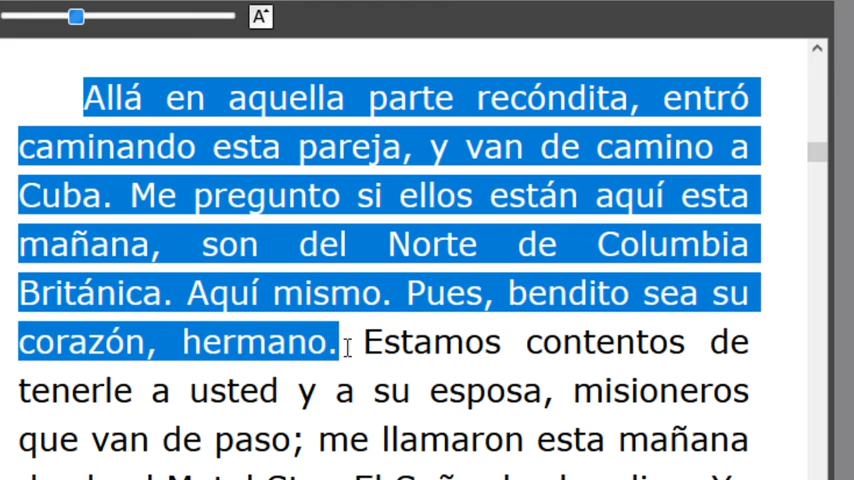 A
Allá en aquella parte recóndita, entró
caminando esta pareja, y van de camino a
Cuba. Me pregunto si ellos están aquí esta
mañana, son del Norte de Columbia
Británica. Aquí mismo. Pues, bendito sea su
corazón, hermano. Estamos contentos de
tenerle a usted y a su esposa, misioneros
que van de paso; me llamaron esta mañana